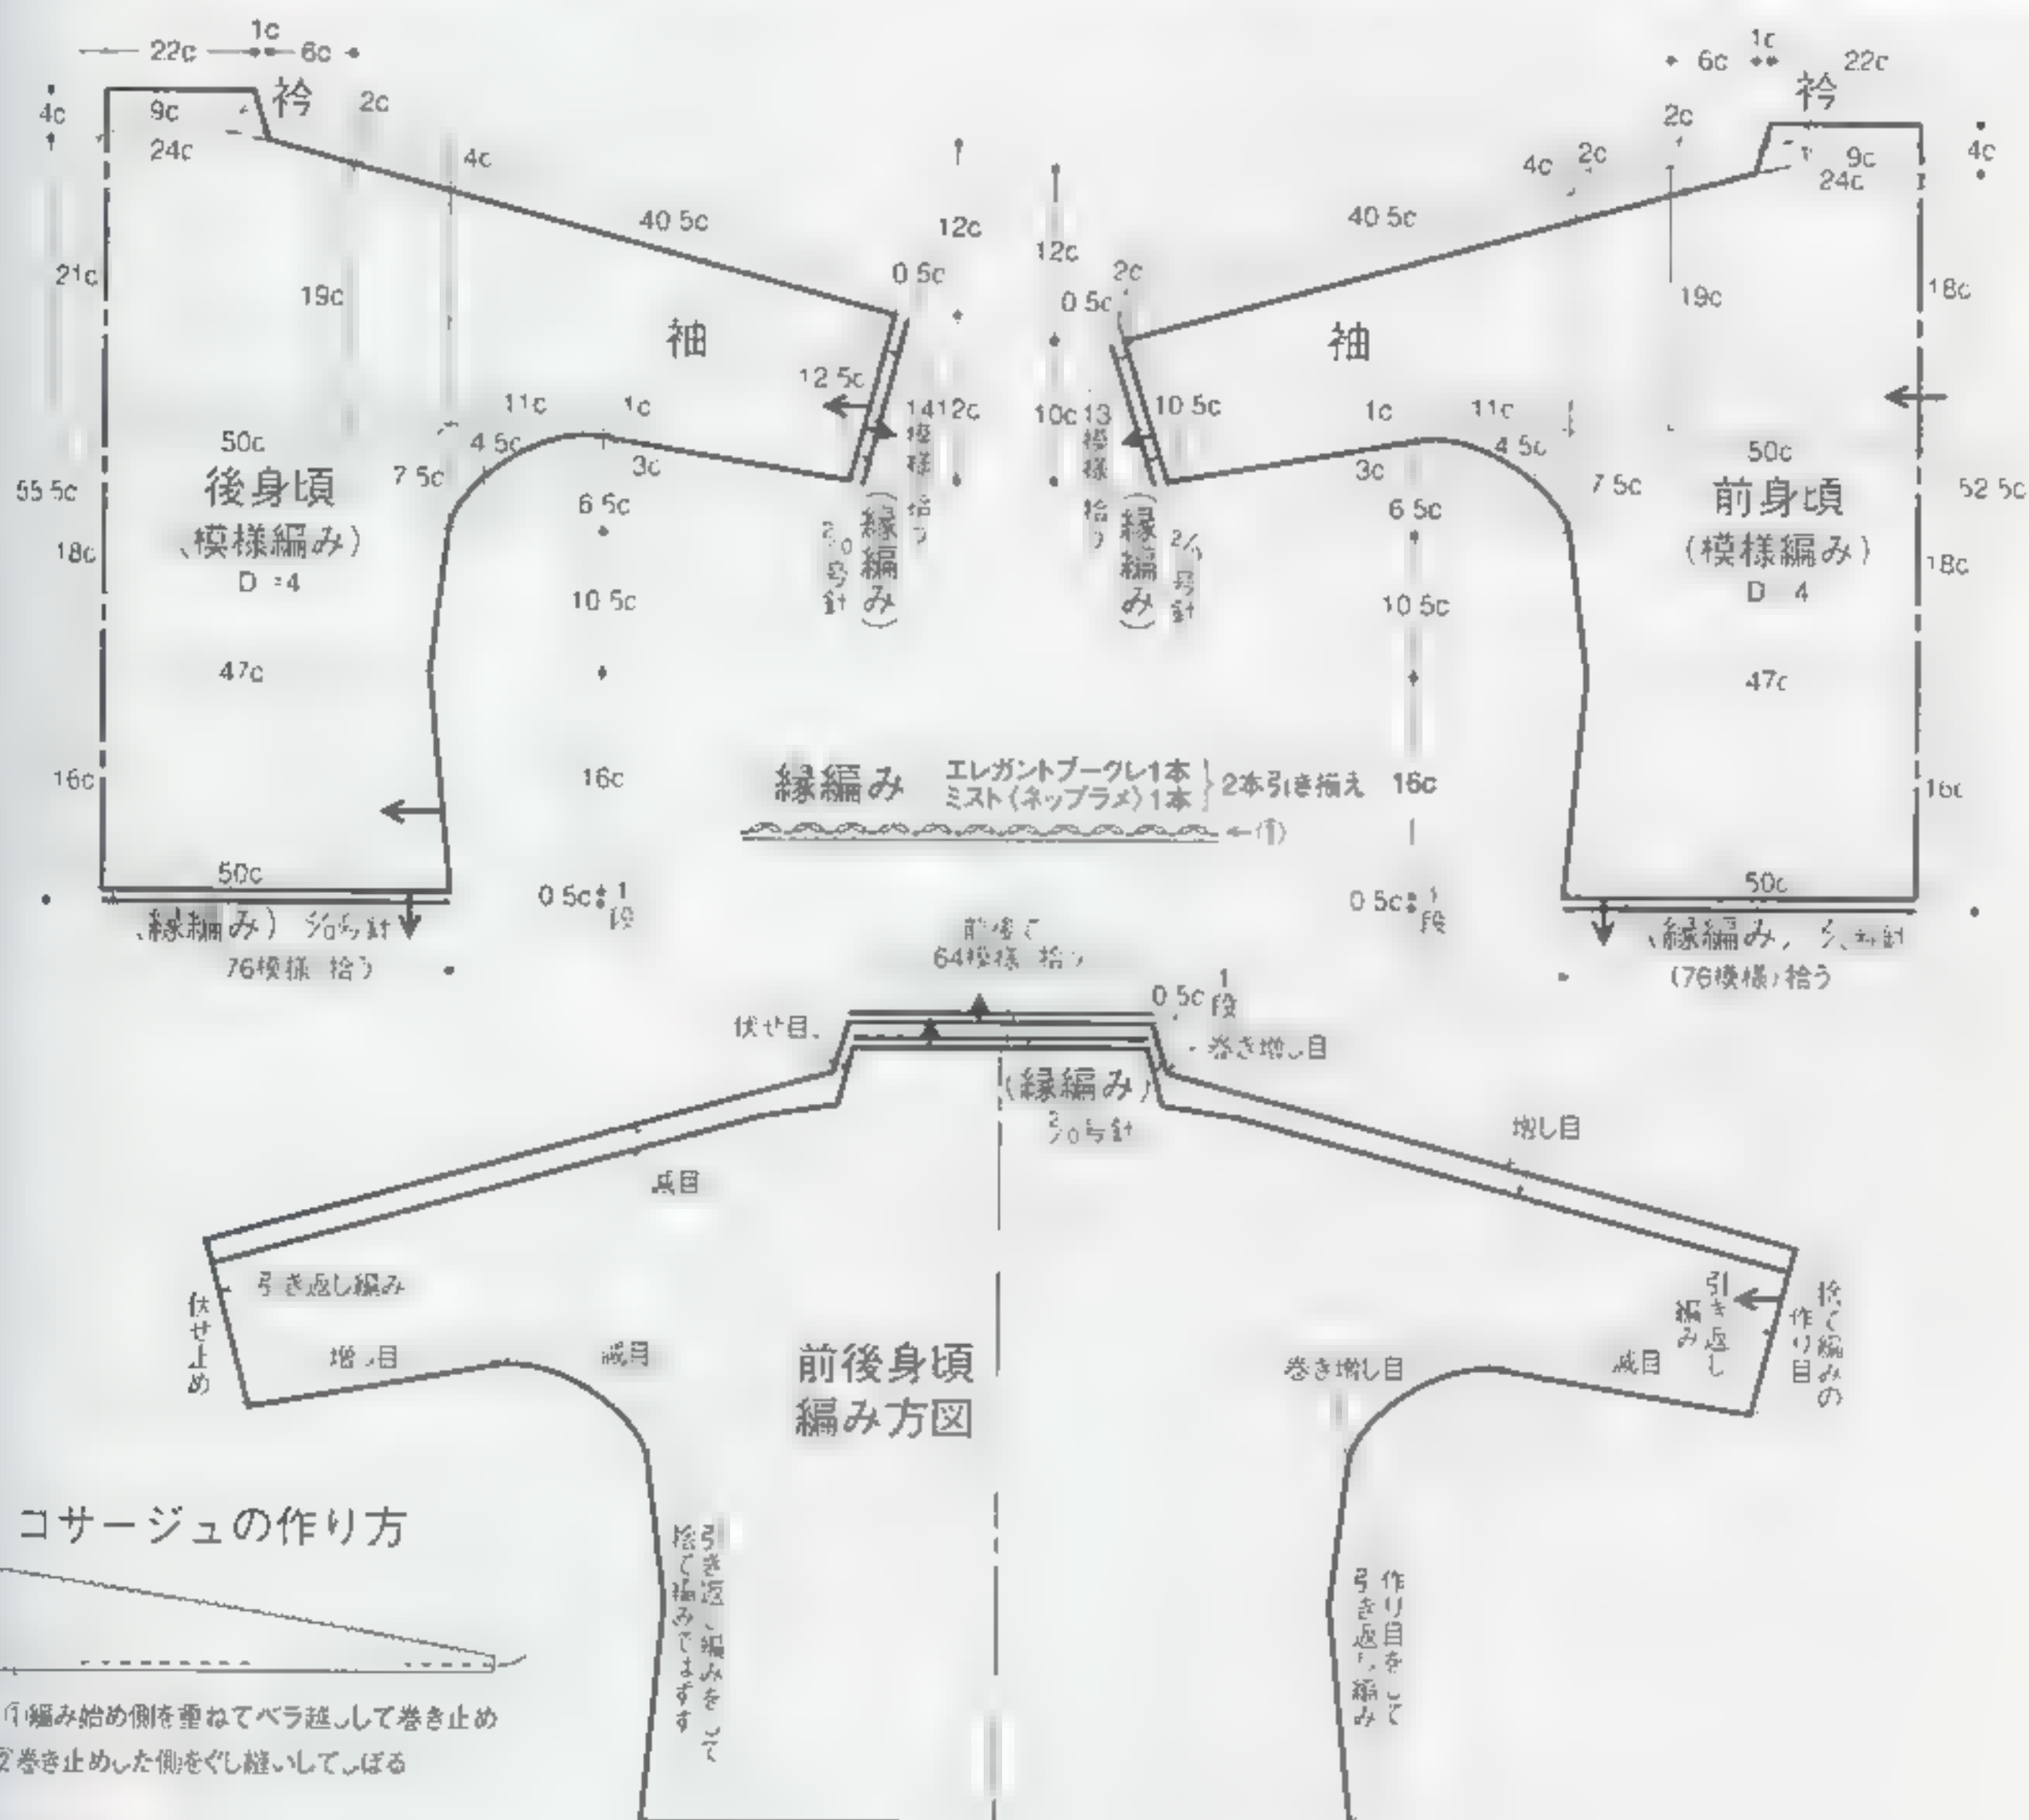 22c
1c
6c
4c
9c
衿
2c
24c
4c
21c
19c
40 5c
12c
0 5c
袖
12 5c
14
模様
拾う
12c
11c
1c
4 5c
7 5c
3c
50c
後身頃
(模様編み)
D =4
55 5c
18c
6 5c
10 5c
47c
16c
16c
(縁編み)
2/0号針
50c
0 5c
1段
(縁編み)
号針
76模様 拾う
6c
1c
22c
衿
2c
4c
2c
9c
24c
4c
40 5c
12c
2c
0 5c
袖
19c
18c
10c
13
模様
拾う
10 5c
1c
11c
4 5c
3c
7 5c
50c
前身頃
(模様編み)
D 4
52 5c
18c
6 5c
10 5c
47c
16c
16c
(縁編み)
号針
50c
0 5c
1段
(縁編み)
(76模様)拾う
縁編み
エレガントブークレ1本
ミスト(ネップラメ)1本
2本引き揃え
①
前後で
64模様 拾う
0 5c
1段
伏せ目
巻き増し目
(縁編み)
2/0号針
増し目
減目
引き返し編み
伏せ止め
増し目
減目
前後身頃
編み方図
巻き増し目
減目
引き返し
編み
捨て編みの
作り目
引き返し編みをして
捨て編みではずす
作り目をして
引き返し編み
コサージュの作り方
①編み始め側を重ねてベラ越しして巻き止め
②巻き止めした側をぐし縫いしてしぼる